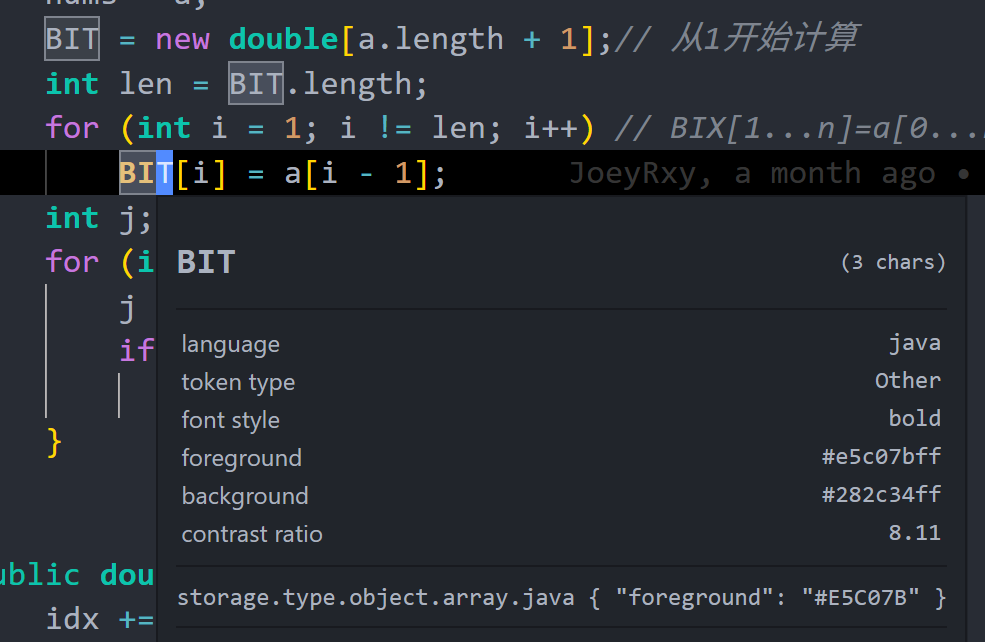 nums = a;
BIT = new double[a.length + 1];// 从1开始计算
int len = BIT.length;
for (int i = 1; i != len; i++) // BIX[1...n]=a[0...
BIT[i] = a[i - 1]; JoeyRxy, a month ago •
int j;
for (i
BIT (3 chars)
j
language java
if
token type Other
font style bold
foreground #e5c07bff
}
background #282c34ff
contrast ratio 8.11
ublic dou
storage.type.object.array.java { "foreground": "#E5C07B" }
idx +=